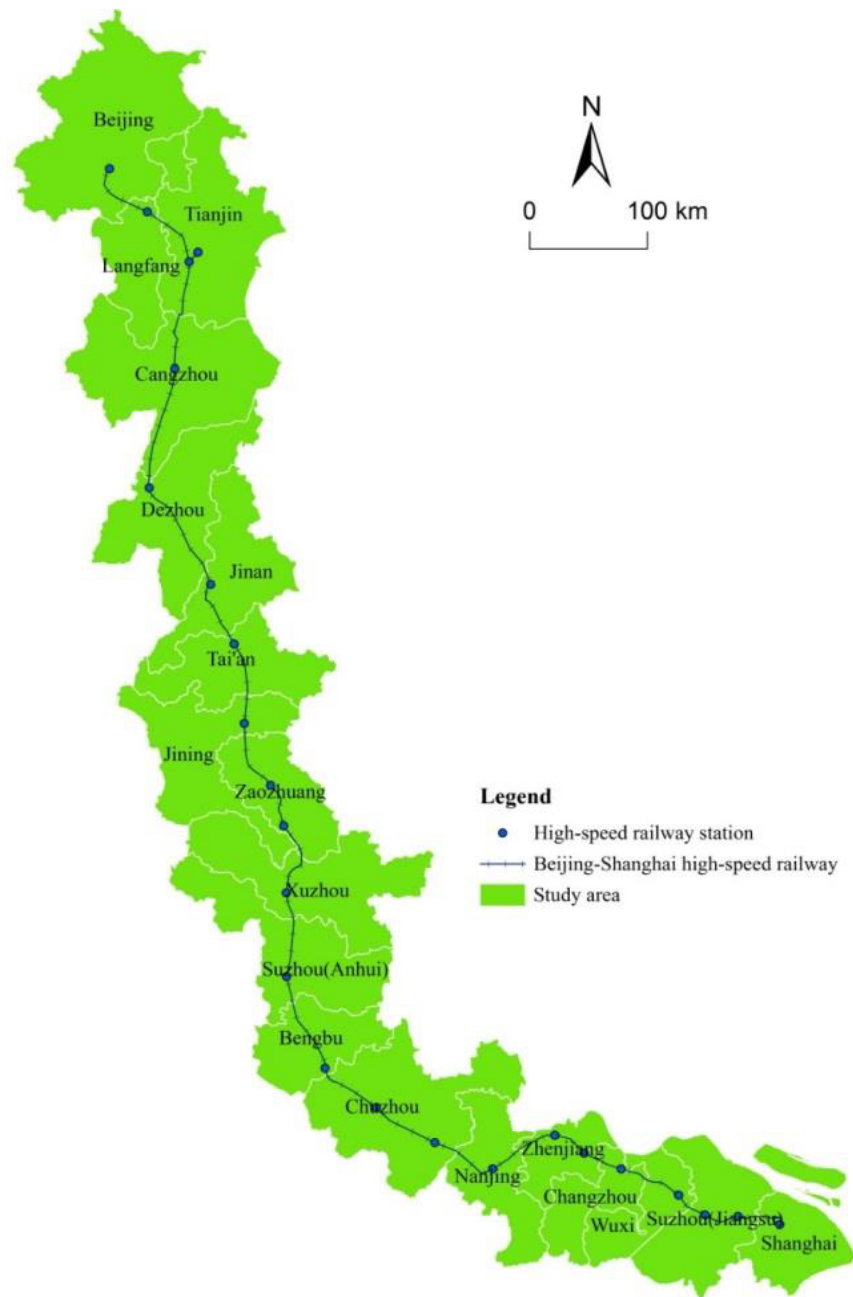 Beijing
N
Tianjin
0 100 km
Langfang
Cangzhou
Dezhou
Jinan
Tai'an
Jining
Zaozhuang
Legend
High-speed railway station
Beijing-Shanghai high-speed railway
Study area
Xuzhou
Suzhou(Anhui)
Bengbu
Chuzhou
Zhenjiang
Nanjing
Changzhou
Wuxi
Suzhou(Jiangsu)
Shanghai